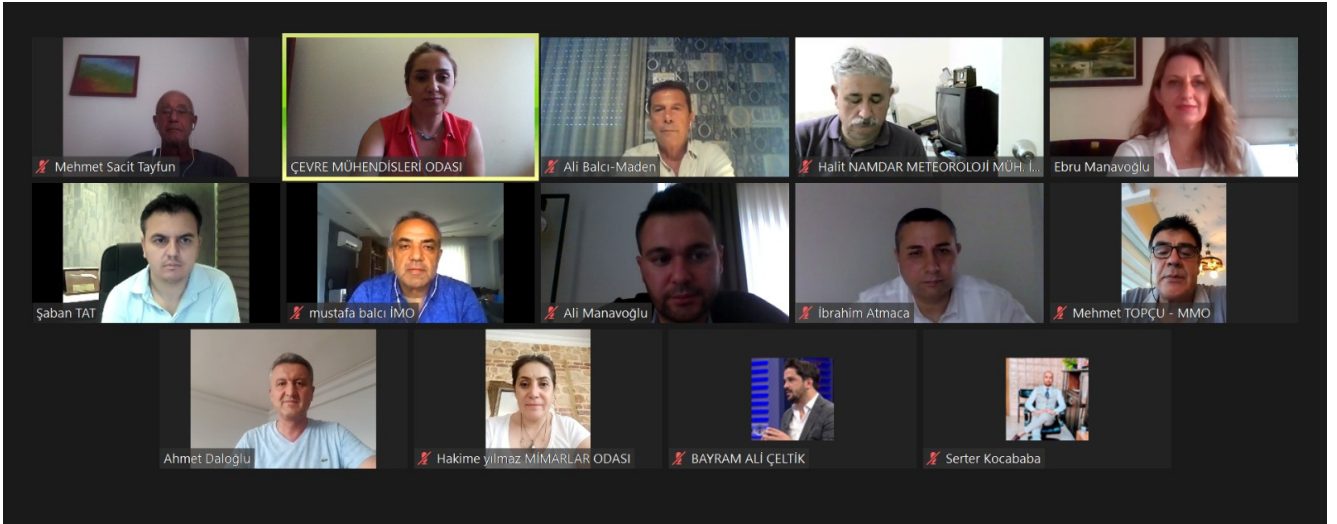 Mehmet Sacit Tayfun
ÇEVRE MÜHENDİSLERİ ODASI
Ali Balcı-Maden
Halit NAMDAR METEOROLOJİ MÜH. İ...
Ebru Manavoğlu
Şaban TAT
mustafa balcı İMO
Ali Manavoğlu
İbrahim Atmaca
Mehmet TOPÇU - MMO
Ahmet Daloğlu
Hakime yılmaz MİMARLAR ODASI
BAYRAM ALİ ÇELTİK
Serter Kocababa